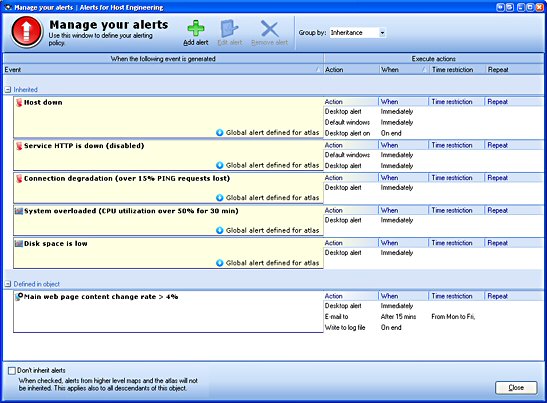 Manage your alerts | Alerts for Host Engineering
Manage your alerts
Use this window to define your alerting
policy.
Add alert
Edit alert
Remove alert
Group by: Inheritance
When the following event is generated
Execute actions
Event Action When Time restriction Repeat
Inherited
Host down
Global alert defined for atlas
Action When Time restriction Repeat
Desktop alert Immediately
Default windows Immediately
Desktop alert on On end
Service HTTP is down (disabled)
Global alert defined for atlas
Action When Time restriction Repeat
Default windows Immediately
Desktop alert Immediately
Connection degradation (over 15% PING requests lost)
Global alert defined for atlas
Action When Time restriction Repeat
Desktop alert Immediately
System overloaded (CPU utilization over 50% for 30 min)
Global alert defined for atlas
Action When Time restriction Repeat
Desktop alert Immediately
Disk space is low
Global alert defined for atlas
Action When Time restriction Repeat
Desktop alert Immediately
Defined in object
Main web page content change rate > 4%
Action When Time restriction Repeat
Desktop alert Immediately
E-mail to After 15 mins From Mon to Fri,
Write to log file On end
Don't inherit alerts
When checked, alerts from higher level maps and the atlas will not
be inherited. This applies also to all descendants of this object.
Close